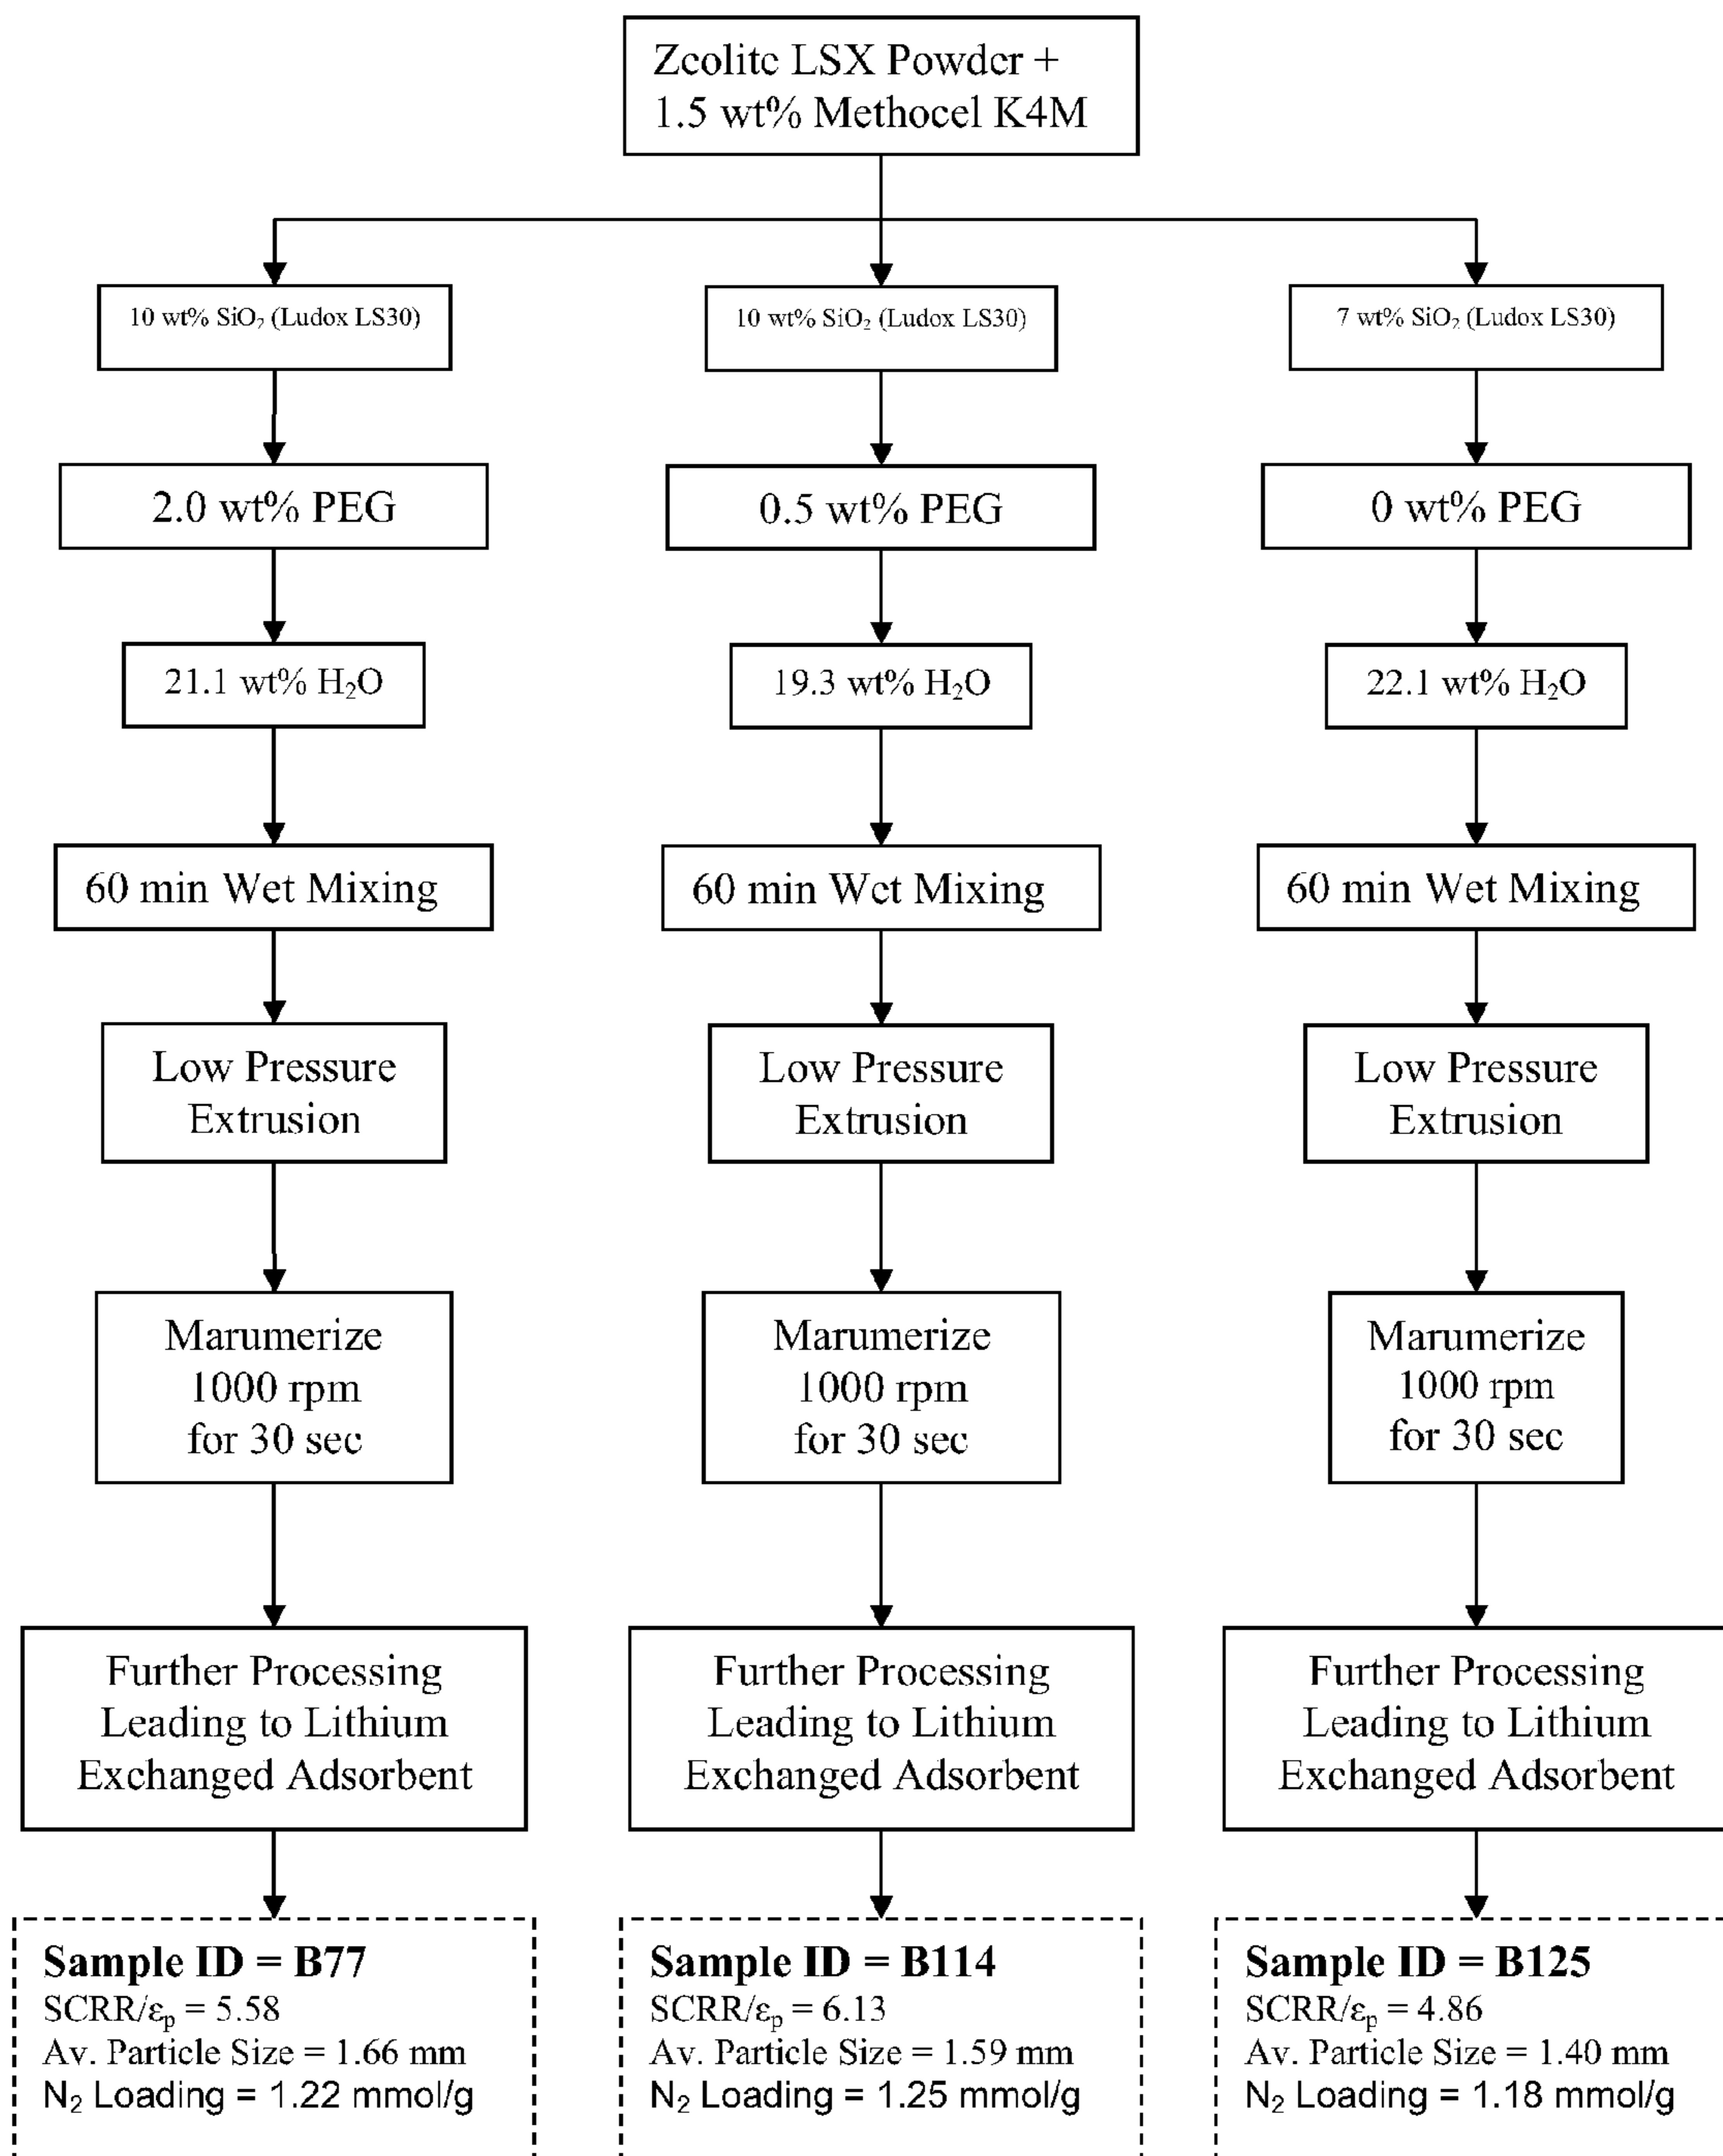 Zeolite LSX Powder +
1.5 wt% Methocel K4M
10 wt% SiO₂ (Ludox LS30)
10 wt% SiO₂ (Ludox LS30)
7 wt% SiO₂ (Ludox LS30)
2.0 wt% PEG
0.5 wt% PEG
0 wt% PEG
21.1 wt% H₂O
19.3 wt% H₂O
22.1 wt% H₂O
60 min Wet Mixing
60 min Wet Mixing
60 min Wet Mixing
Low Pressure
Extrusion
Low Pressure
Extrusion
Low Pressure
Extrusion
Marumerize
1000 rpm
for 30 sec
Marumerize
1000 rpm
for 30 sec
Marumerize
1000 rpm
for 30 sec
Further Processing
Leading to Lithium
Exchanged Adsorbent
Further Processing
Leading to Lithium
Exchanged Adsorbent
Further Processing
Leading to Lithium
Exchanged Adsorbent
Sample ID = B77
SCRR/εₚ = 5.58
Av. Particle Size = 1.66 mm
N₂ Loading = 1.22 mmol/g
Sample ID = B114
SCRR/εₚ = 6.13
Av. Particle Size = 1.59 mm
N₂ Loading = 1.25 mmol/g
Sample ID = B125
SCRR/εₚ = 4.86
Av. Particle Size = 1.40 mm
N₂ Loading = 1.18 mmol/g